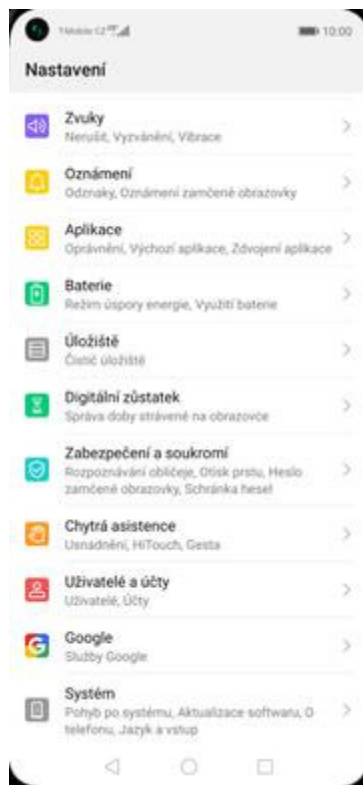 T-Mobile CZ
10:00
Nastavení
Zvuky
Nerušit, Vyzvánění, Vibrace
Oznámení
Odznaky, Oznámení zamčené obrazovky
Aplikace
Oprávnění, Výchozí aplikace, Zdvojení aplikace
Baterie
Režim úspory energie, Využití baterie
Úložiště
Čistič úložiště
Digitální zůstatek
Správa doby strávené na obrazovce
Zabezpečení a soukromí
Rozpoznávání obličeje, Otisk prstu, Heslo
zamčené obrazovky, Schránka hesel
Chytrá asistence
Usnadnění, HiTouch, Gesta
Uživatelé a účty
Uživatelé, Účty
Google
Služby Google
Systém
Pohyb po systému, Aktualizace softwaru, O
telefonu, Jazyk a vstup